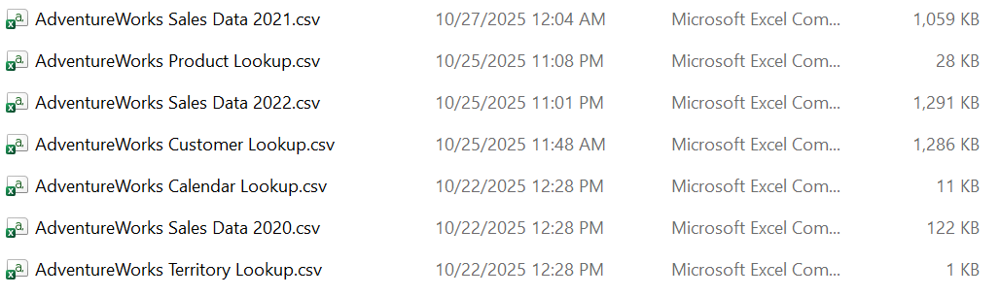 AdventureWorks Sales Data 2021.csv 10/27/2025 12:04 AM Microsoft Excel Com... 1,059 KB
AdventureWorks Product Lookup.csv 10/25/2025 11:08 PM Microsoft Excel Com... 28 KB
AdventureWorks Sales Data 2022.csv 10/25/2025 11:01 PM Microsoft Excel Com... 1,291 KB
AdventureWorks Customer Lookup.csv 10/25/2025 11:48 AM Microsoft Excel Com... 1,286 KB
AdventureWorks Calendar Lookup.csv 10/22/2025 12:28 PM Microsoft Excel Com... 11 KB
AdventureWorks Sales Data 2020.csv 10/22/2025 12:28 PM Microsoft Excel Com... 122 KB
AdventureWorks Territory Lookup.csv 10/22/2025 12:28 PM Microsoft Excel Com... 1 KB